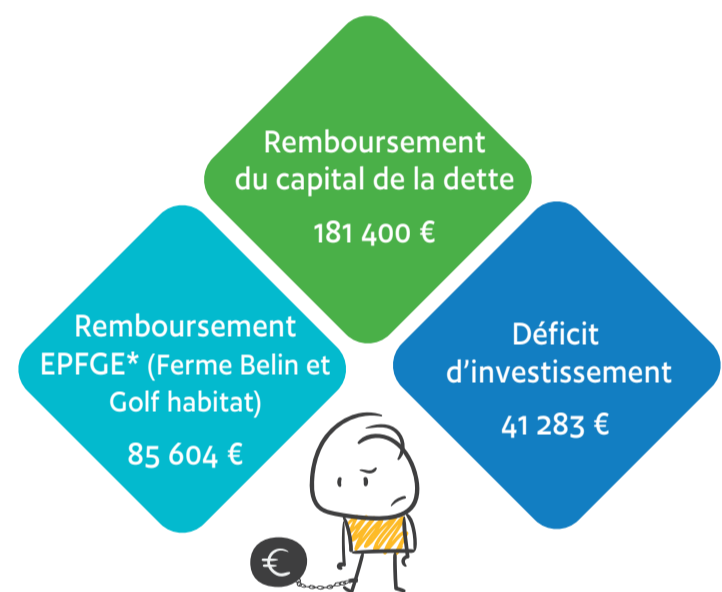 Remboursement
du capital de la dette
181 400 €
Remboursement
EPFGE* (Ferme Belin et
Golf habitat)
85 604 €
Déficit
d'investissement
41 283 €
€